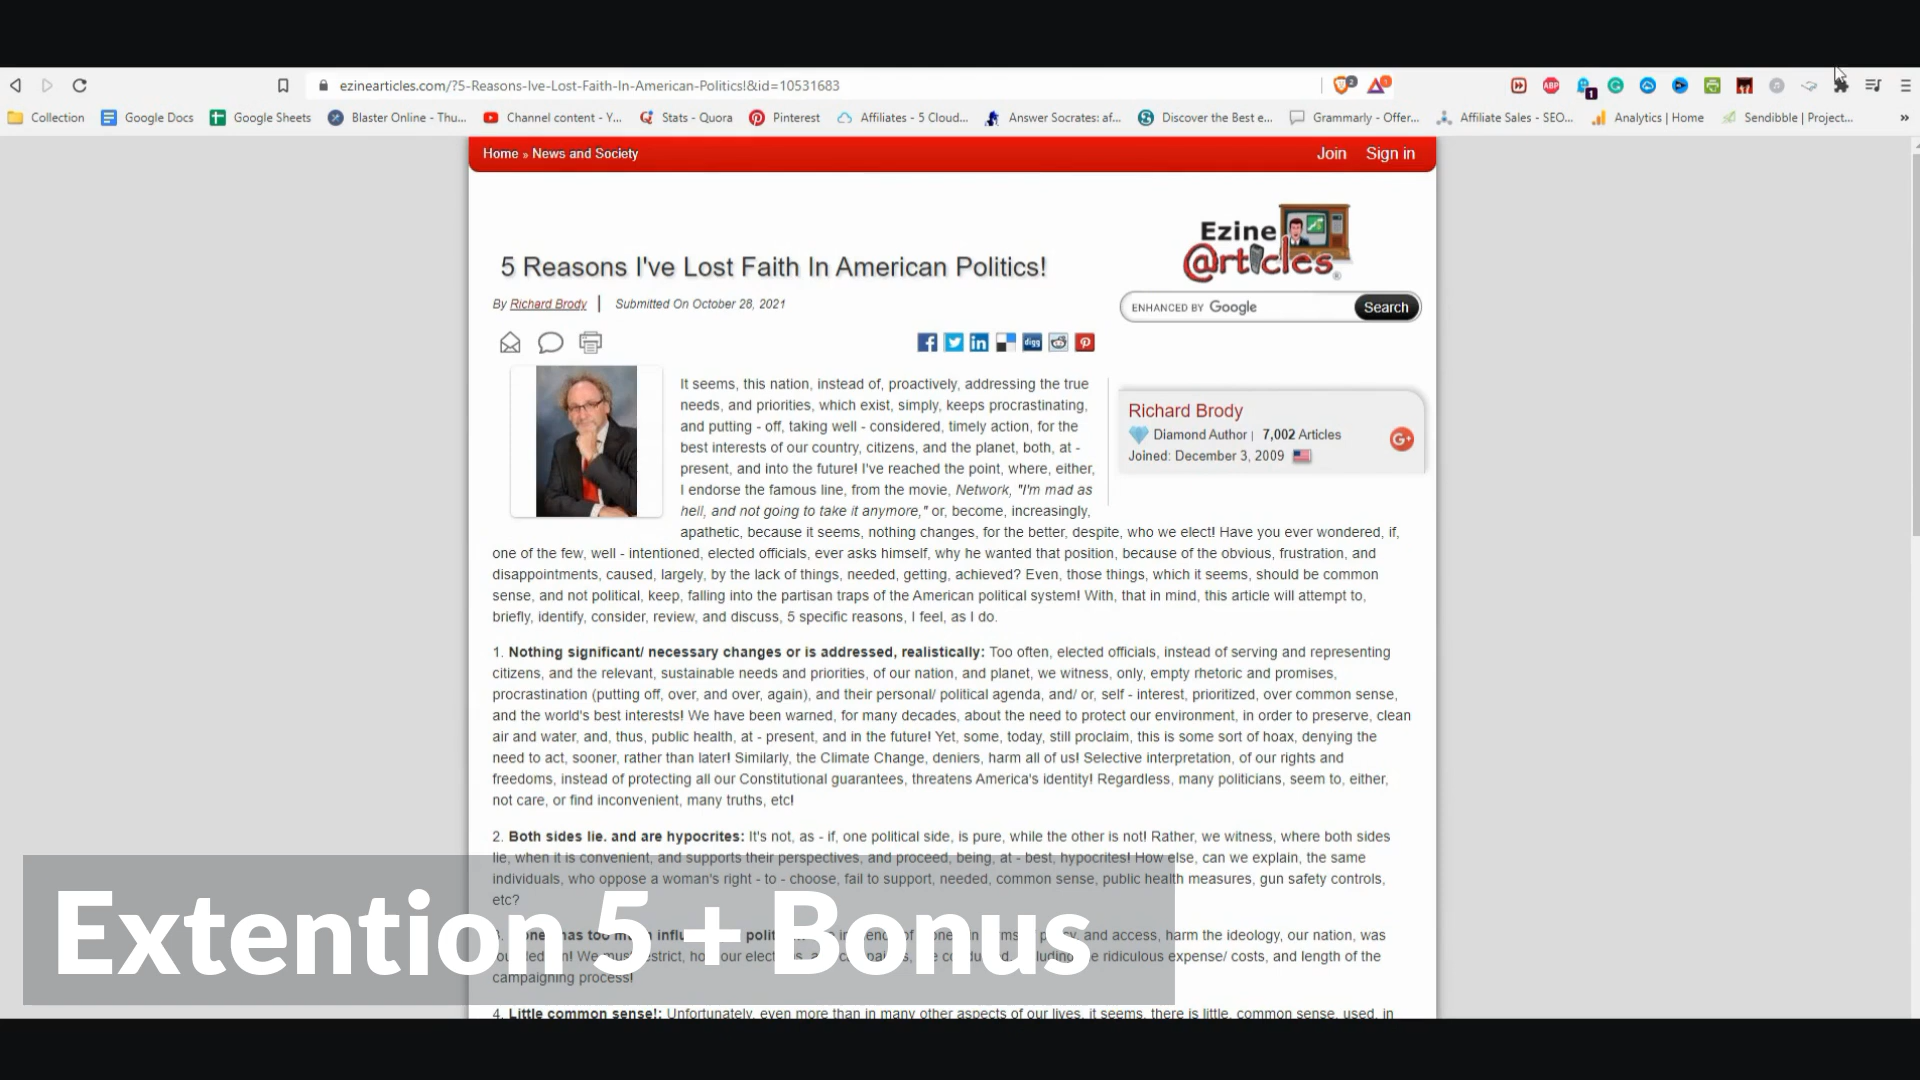 ezinearticles.com/?5-Reasons-Ive-Lost-Faith-In-American-Politics!&id=10531683
Collection Google Docs Google Sheets Blaster Online - Thu... Channel content - Y... Stats - Quora Pinterest Affiliates - 5 Cloud... Answer Socrates: af... Discover the Best e... Grammarly - Offer... Affiliate Sales - SEO... Analytics | Home Sendibble | Project... »
Home » News and Society Join Sign in
Ezine
@rticles®
5 Reasons I've Lost Faith In American Politics!
By Richard Brody | Submitted On October 28, 2021
ENHANCED BY Google Search
digg
It seems, this nation, instead of, proactively, addressing the true
needs, and priorities, which exist, simply, keeps procrastinating,
and putting - off, taking well - considered, timely action, for the
best interests of our country, citizens, and the planet, both, at -
present, and into the future! I've reached the point, where, either,
I endorse the famous line, from the movie, Network, "I'm mad as
hell, and not going to take it anymore," or, become, increasingly,
apathetic, because it seems, nothing changes, for the better, despite, who we elect! Have you ever wondered, if,
one of the few, well - intentioned, elected officials, ever asks himself, why he wanted that position, because of the obvious, frustration, and
disappointments, caused, largely, by the lack of things, needed, getting, achieved? Even, those things, which it seems, should be common
sense, and not political, keep, falling into the partisan traps of the American political system! With, that in mind, this article will attempt to,
briefly, identify, consider, review, and discuss, 5 specific reasons, I feel, as I do.
Richard Brody
Diamond Author | 7,002 Articles
G+
Joined: December 3, 2009
1. Nothing significant/ necessary changes or is addressed, realistically: Too often, elected officials, instead of serving and representing
citizens, and the relevant, sustainable needs and priorities, of our nation, and planet, we witness, only, empty rhetoric and promises,
procrastination (putting off, over, and over, again), and their personal/ political agenda, and/ or, self - interest, prioritized, over common sense,
and the world's best interests! We have been warned, for many decades, about the need to protect our environment, in order to preserve, clean
air and water, and, thus, public health, at - present, and in the future! Yet, some, today, still proclaim, this is some sort of hoax, denying the
need to act, sooner, rather than later! Similarly, the Climate Change, deniers, harm all of us! Selective interpretation, of our rights and
freedoms, instead of protecting all our Constitutional guarantees, threatens America's identity! Regardless, many politicians, seem to, either,
not care, or find inconvenient, many truths, etc!
2. Both sides lie. and are hypocrites: It's not, as - if, one political side, is pure, while the other is not! Rather, we witness, where both sides
lie, when it is convenient, and supports their perspectives, and proceed, being, at - best, hypocrites! How else, can we explain, the same
individuals, who oppose a woman's right - to - choose, fail to support, needed, common sense, public health measures, gun safety controls,
etc?
has and access, harm the ideology, our nation, was
We our ridiculous expense/ costs, and length of the
campaigning process!
4. Little common sense!: Unfortunately, even more than in many other aspects of our lives, it seems, there is little, common sense, used, in
Extention 5 + Bonus